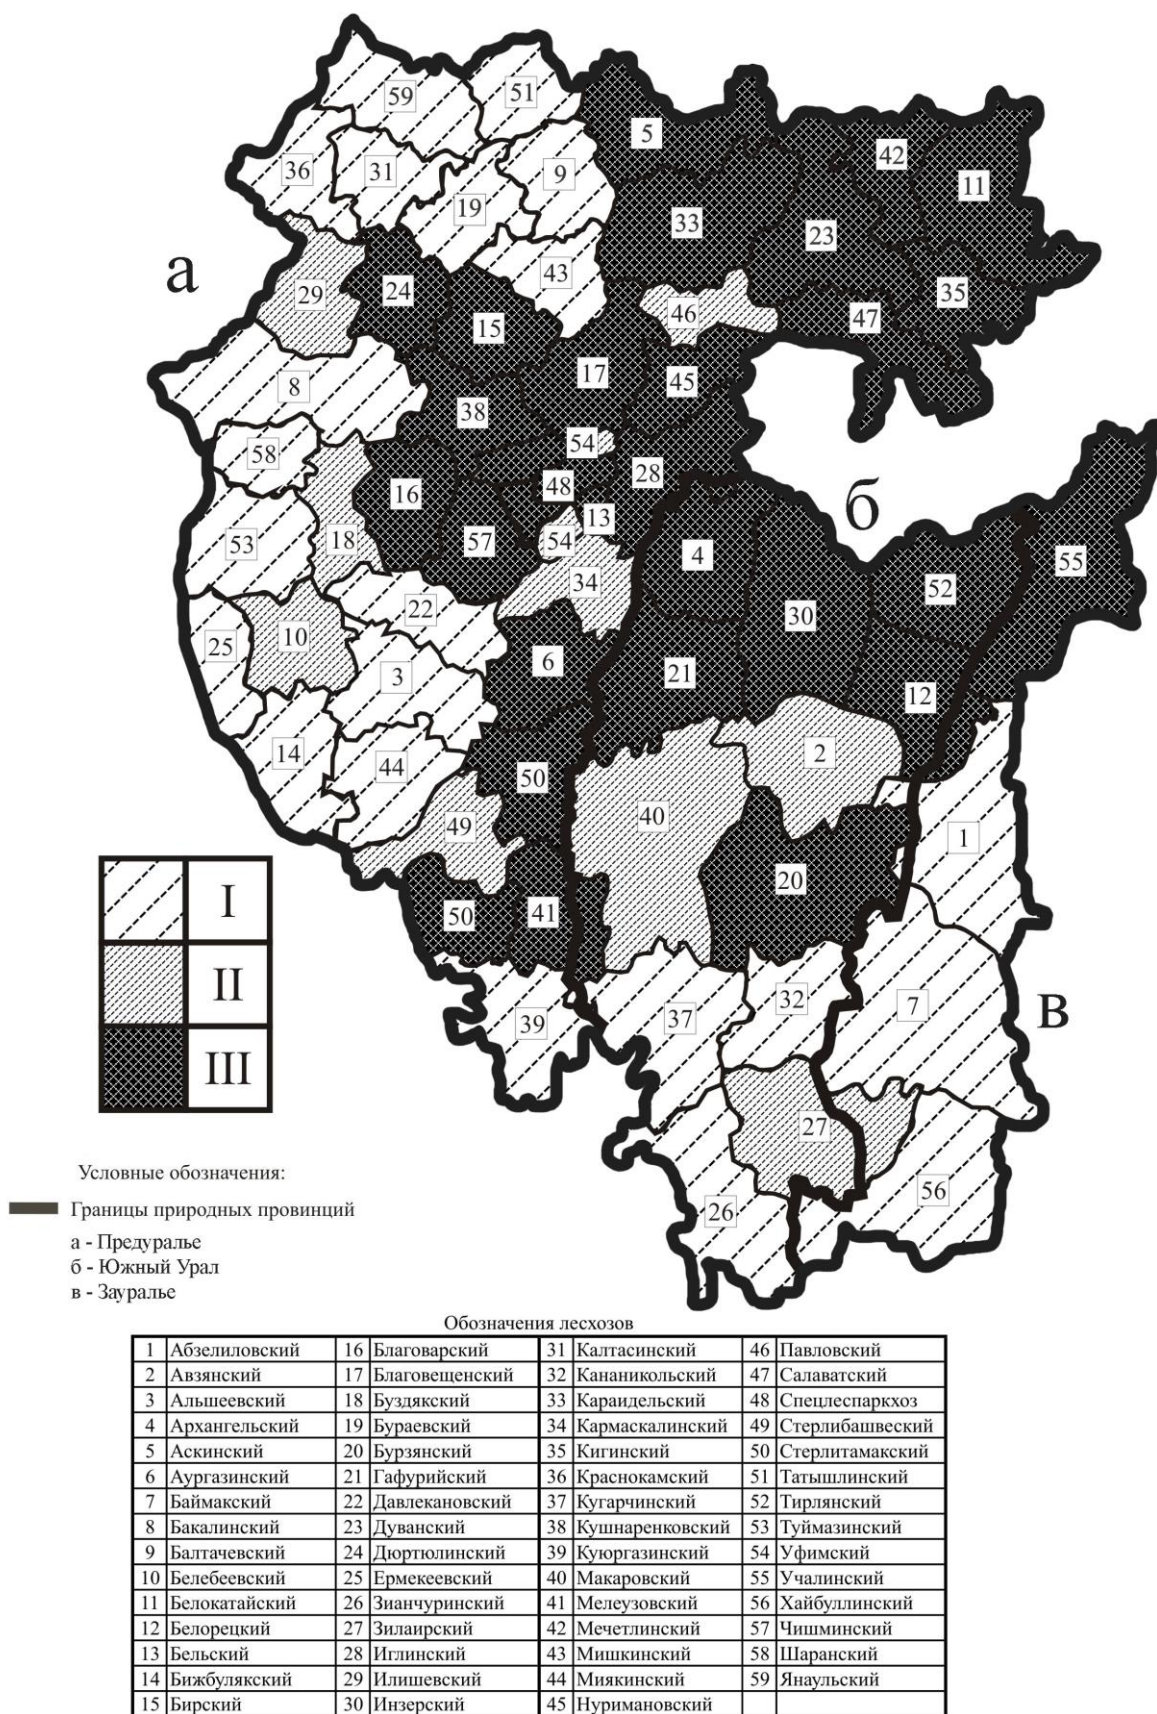 59
51
5
42
36
31
9
11
19
33
23
а
43
29
24
35
46
15
47
17
8
45
38
54
58
28
16
48
б
13
53
18
57
54
4
55
52
34
22
30
10
25
6
3
21
12
2
14
44
50
40
49
1
20
I
50
41
II
32
7
в
39
37
III
27
56
26
Условные обозначения:
Границы природных провинций
а - Предуралье
б - Южный Урал
в - Зауралье
Обозначения лесхозов
1 Абзелиловский 16 Благоварский 31 Калтасинский 46 Павловский
2 Авзянский 17 Благовещенский 32 Кананикольский 47 Салаватский
3 Альшеевский 18 Буздякский 33 Караидельский 48 Спецлеспаркхоз
4 Архангельский 19 Бураевский 34 Кармаскалинский 49 Стерлибашвеский
5 Аскинский 20 Бурзянский 35 Кигинский 50 Стерлитамакский
6 Аургазинский 21 Гафурийский 36 Краснокамский 51 Татышлинский
7 Баймакский 22 Давлекановский 37 Кугарчинский 52 Тирлянский
8 Бакалинский 23 Дуванский 38 Кушнаренковский 53 Туймазинский
9 Балтачевский 24 Дюртюлинский 39 Куюргазинский 54 Уфимский
10 Белебеевский 25 Ермекеевский 40 Макаровский 55 Учалинский
11 Белокатайский 26 Зианчуринский 41 Мелеузовский 56 Хайбуллинский
12 Белорецкий 27 Зилаирский 42 Мечетлинский 57 Чишминский
13 Бельский 28 Иглинский 43 Мишкинский 58 Шаранский
14 Бижбулякский 29 Илишевский 44 Миякинский 59 Янаульский
15 Бирский 30 Инзерский 45 Нуримановский